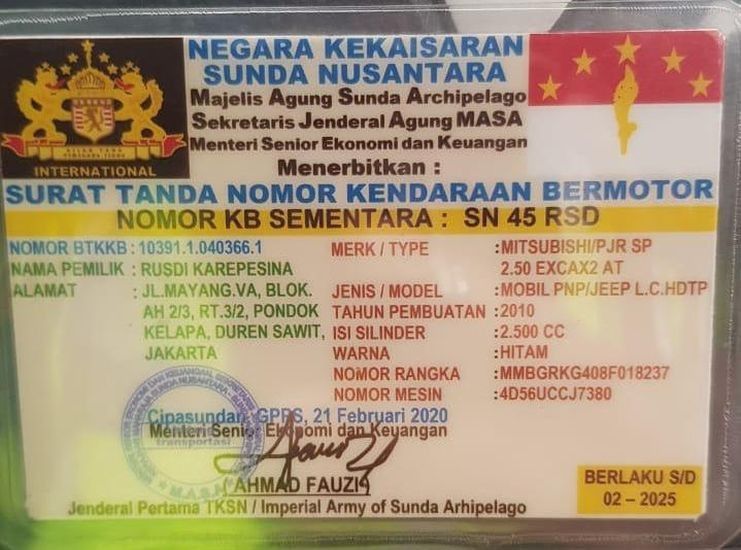 NEGARA KEKAISARAN
SUNDA NUSANTARA
Majelis Agung Sunda Archipelago
Sekretaris Jenderal Agung MASA
Menteri Senior Ekonomi dan Keuangan
Menerbitkan :
INTERNATIONAL
SURAT TANDA NOMOR KENDARAAN BERMOTOR
NOMOR KB SEMENTARA : SN 45 RSD
NOMOR BTKKB : 10391.1.040366.1
NAMA PEMILIK : RUSDI KAREPESINA
ALAMAT : JL.MAYANG.VA, BLOK.
AH 2/3, RT.3/2, PONDOK
KELAPA, DUREN SAWIT,
JAKARTA
MERK / TYPE : MITSUBISHI/PJR SP
2.50 EXCAX2 AT
JENIS / MODEL : MOBIL PNP/JEEP L.C.HDTP
TAHUN PEMBUATAN : 2010
ISI SILINDER : 2.500 CC
WARNA : HITAM
NOMOR RANGKA : MMBGRKG408F018237
NOMOR MESIN : 4D56UCCJ7380
Cipasundan GPRS, 21 Februari 2020
Menteri Senior Ekonomi dan Keuangan
transportasi
M.A.S.A
(AHMAD FAUZI)
Jenderal Pertama TKSN / Imperial Army of Sunda Arhipelago
BERLAKU S/D
02 – 2025